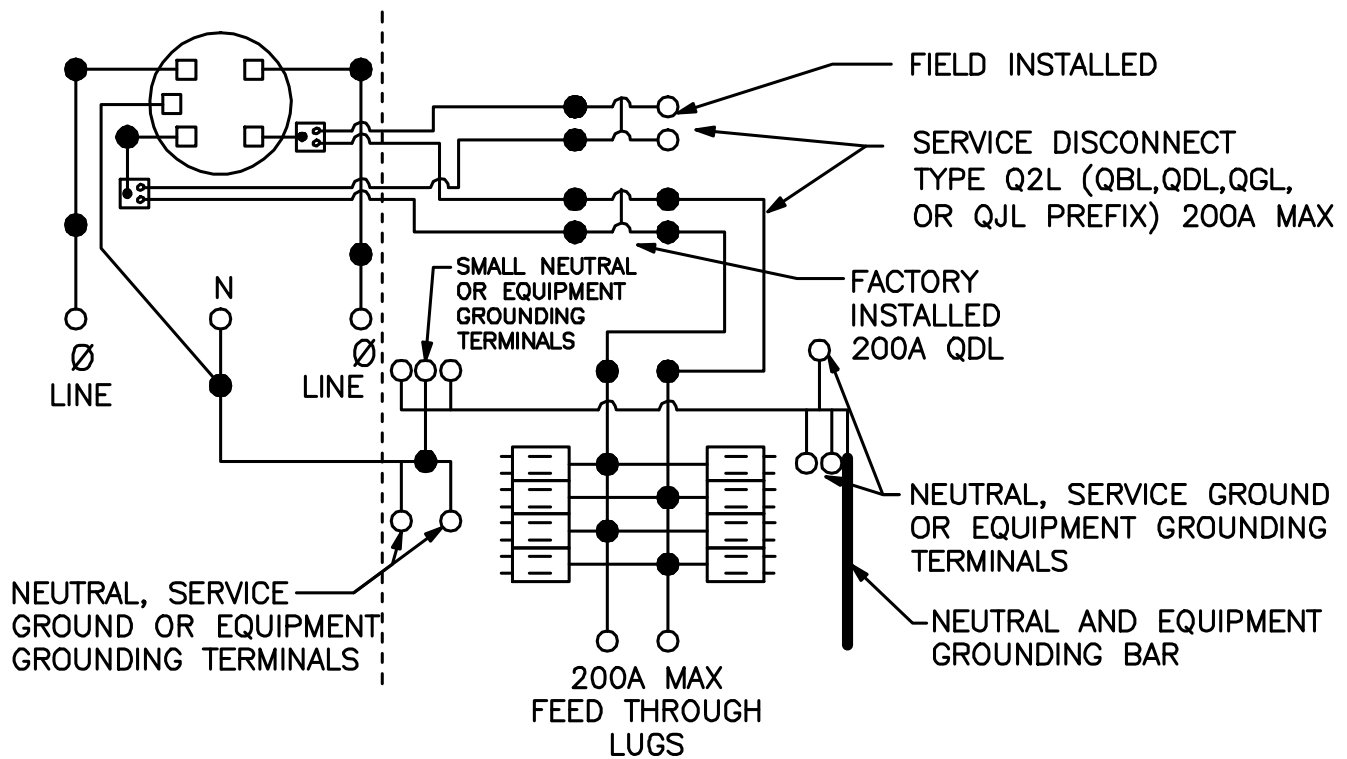 FIELD INSTALLED
SERVICE DISCONNECT
TYPE Q2L (QBL,QDL,QGL,
OR QJL PREFIX) 200A MAX
SMALL NEUTRAL
OR EQUIPMENT
GROUNDING
TERMINALS
FACTORY
INSTALLED
200A QDL
N
Ø
LINE
Ø
LINE
NEUTRAL, SERVICE GROUND
OR EQUIPMENT GROUNDING
TERMINALS
NEUTRAL, SERVICE
GROUND OR EQUIPMENT
GROUNDING TERMINALS
NEUTRAL AND EQUIPMENT
GROUNDING BAR
200A MAX
FEED THROUGH
LUGS